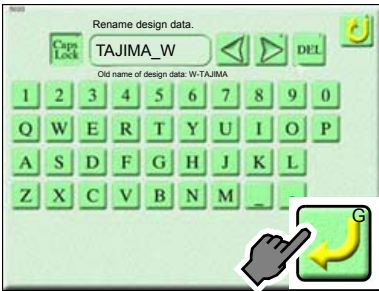 Rename design data.
Caps Lock
TAJIMA_W
DEL
Old name of design data: W-TAJIMA
1 2 3 4 5 6 7 8 9 0
Q W E R T Y U I O P
A S D F G H J K L
Z X C V B N M _
G